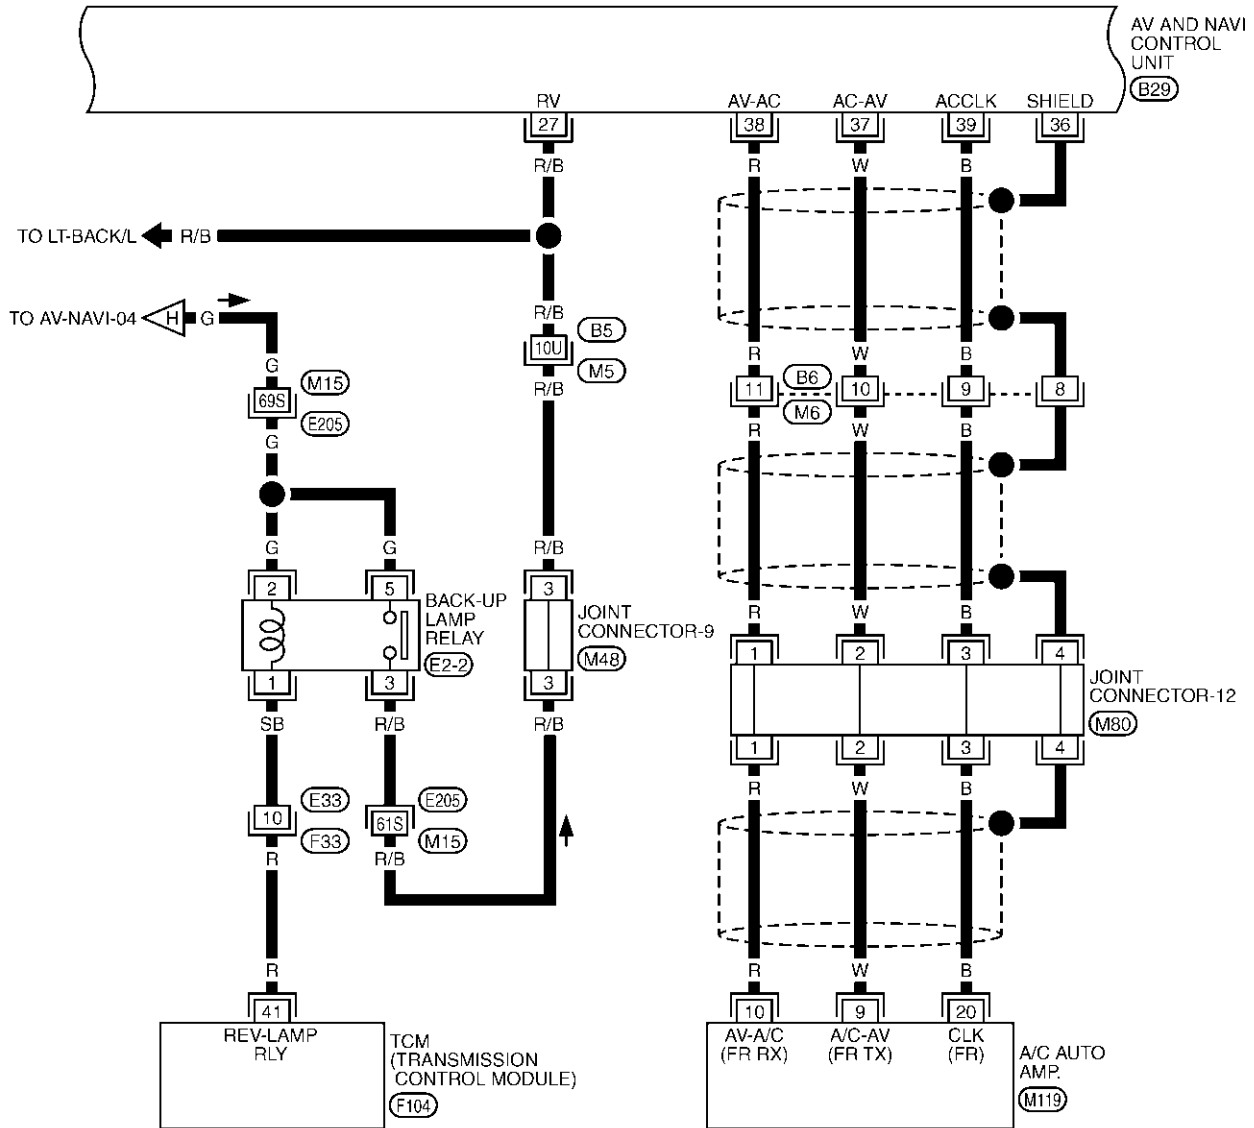 AV AND NAVI
CONTROL
UNIT
B29
RV AV-AC AC-AV ACCLK SHIELD
27 38 37 39 36
R/B R W B
TO LT-BACK/L R/B
TO AV-NAVI-04 H G
R/B
B5
10U
M5
R/B
G
M15
69S
E205
G
R W B
11 B6 10 9 8
M6
R W B
G G R/B
2 5 3
BACK-UP
LAMP
RELAY
E2-2
1 3
JOINT
CONNECTOR-9
M48
3
SB R/B R/B
R W B
1 2 3 4
JOINT
CONNECTOR-12
M80
1 2 3 4
R W B
E33
10
F33
R
E205
61S
M15
R/B
R
41
REV-LAMP
RLY
TCM
(TRANSMISSION
CONTROL MODULE)
F104
R W B
10 9 20
AV-A/C A/C-AV CLK
(FR RX) (FR TX) (FR)
A/C AUTO
AMP.
M119